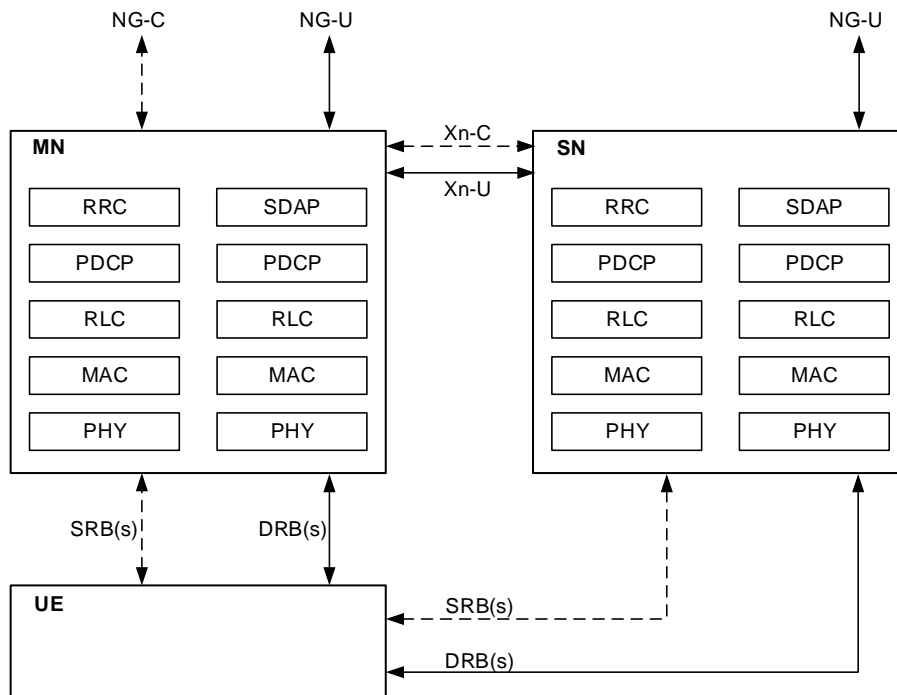 NG-C NG-U NG-U
MN Xn-C SN
Xn-U
RRC SDAP RRC SDAP
PDCP PDCP PDCP PDCP
RLC RLC RLC RLC
MAC MAC MAC MAC
PHY PHY PHY PHY
SRB(s) DRB(s)
UE SRB(s)
DRB(s)